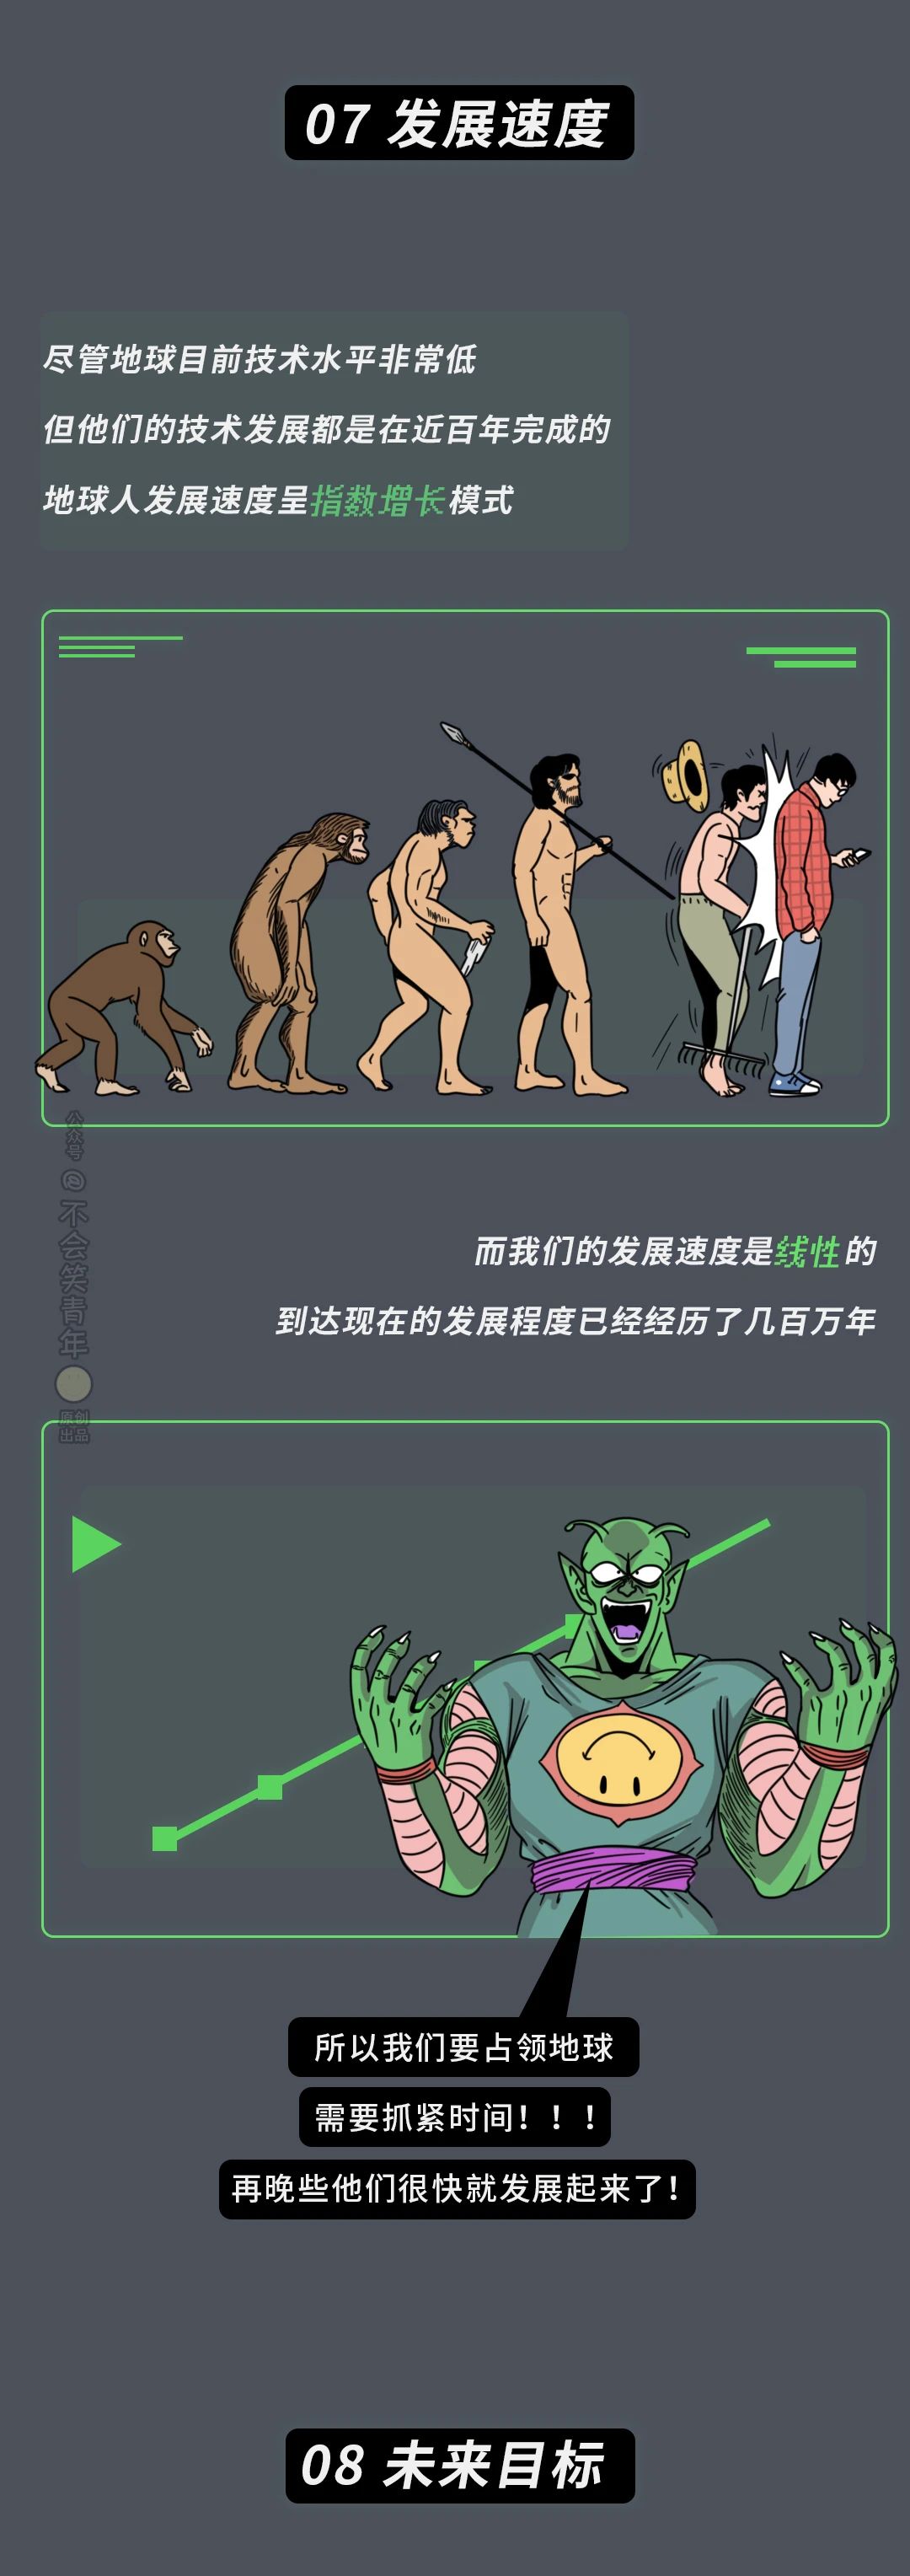 07 发展速度
尽管地球目前技术水平非常低
但他们的技术发展都是在近百年完成的
地球人发展速度呈指数增长模式
公众号
@不会笑青年
原创
出品
而我们的发展速度是线性的
到达现在的发展程度已经经历了几百万年
所以我们要占领地球
需要抓紧时间！！！
再晚些他们很快就发展起来了！
08 未来目标